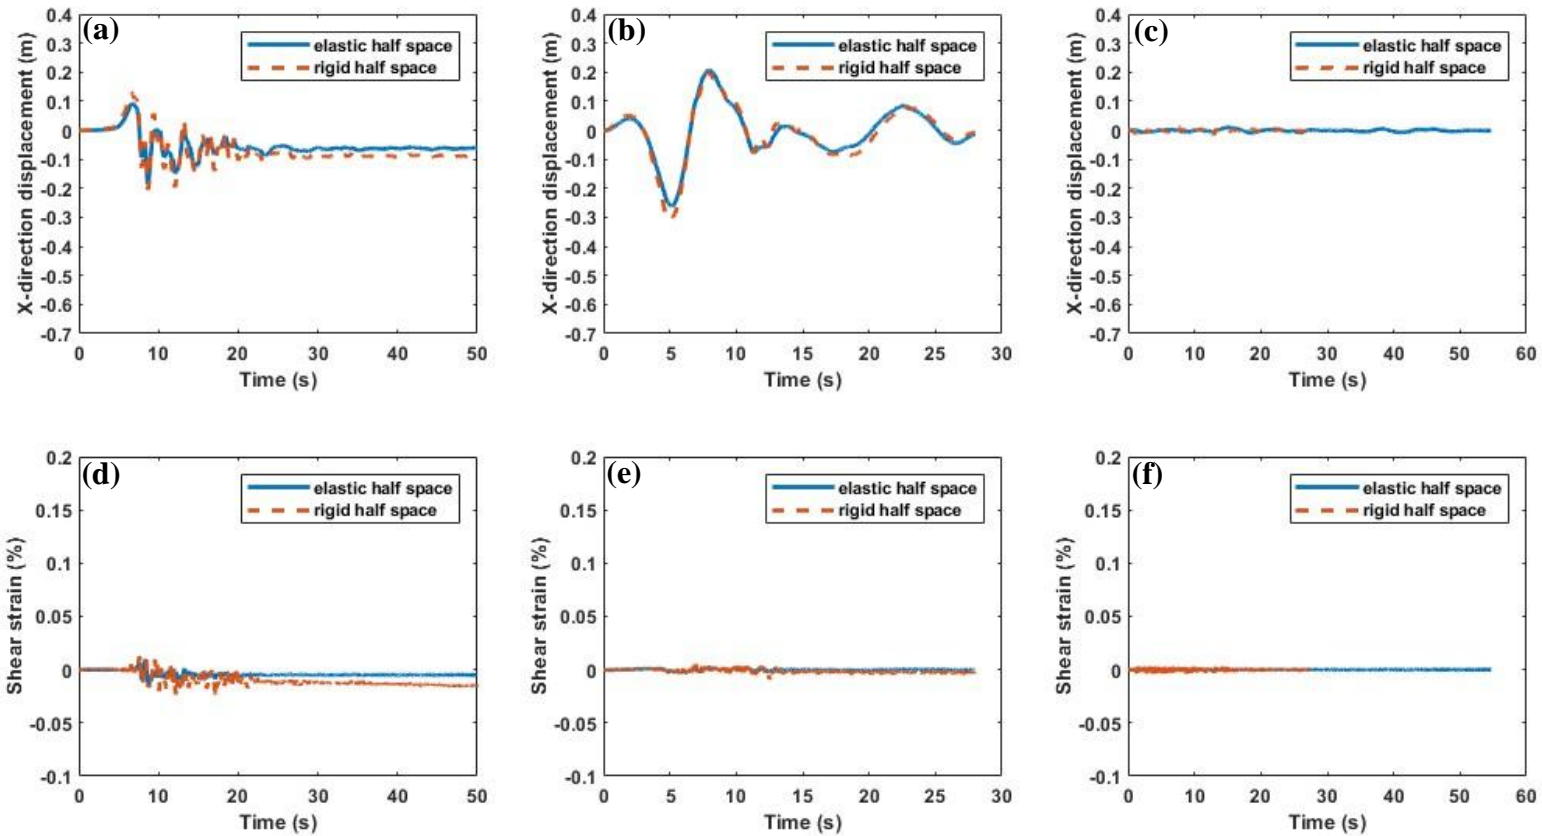 (a)
elastic half space
rigid half space
X-direction displacement (m)
0.4
0.3
0.2
0.1
0
-0.1
-0.2
-0.3
-0.4
-0.5
-0.6
-0.7
0 10 20 30 40 50
Time (s)
(b)
elastic half space
rigid half space
X-direction displacement (m)
0.4
0.3
0.2
0.1
0
-0.1
-0.2
-0.3
-0.4
-0.5
-0.6
-0.7
0 5 10 15 20 25 30
Time (s)
(c)
elastic half space
rigid half space
X-direction displacement (m)
0.4
0.3
0.2
0.1
0
-0.1
-0.2
-0.3
-0.4
-0.5
-0.6
-0.7
0 10 20 30 40 50 60
Time (s)
(d)
elastic half space
rigid half space
Shear strain (%)
0.2
0.15
0.1
0.05
0
-0.05
-0.1
0 10 20 30 40 50
Time (s)
(e)
elastic half space
rigid half space
Shear strain (%)
0.2
0.15
0.1
0.05
0
-0.05
-0.1
0 5 10 15 20 25 30
Time (s)
(f)
elastic half space
rigid half space
Shear strain (%)
0.2
0.15
0.1
0.05
0
-0.05
-0.1
0 10 20 30 40 50 60
Time (s)